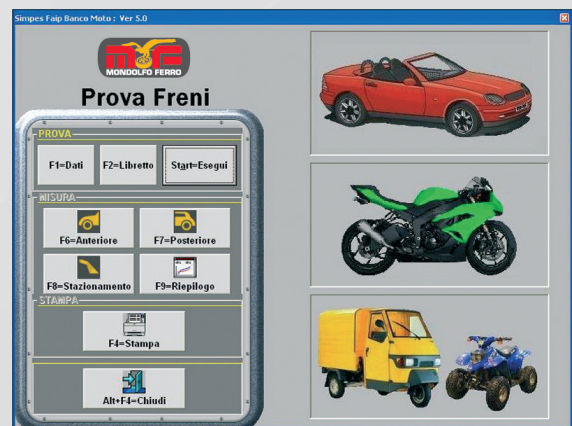 Simpes Faip Banco Moto : Ver 5.0
MONDOLFO FERRO
Prova Freni
PROVA
F1=Dati
F2=Libretto
Start=Esegui
MISURA
F6=Anteriore
F7=Posteriore
F8=Stazionamento
F9=Riepilogo
STAMPA
F4=Stampa
Alt+F4=Chiudi